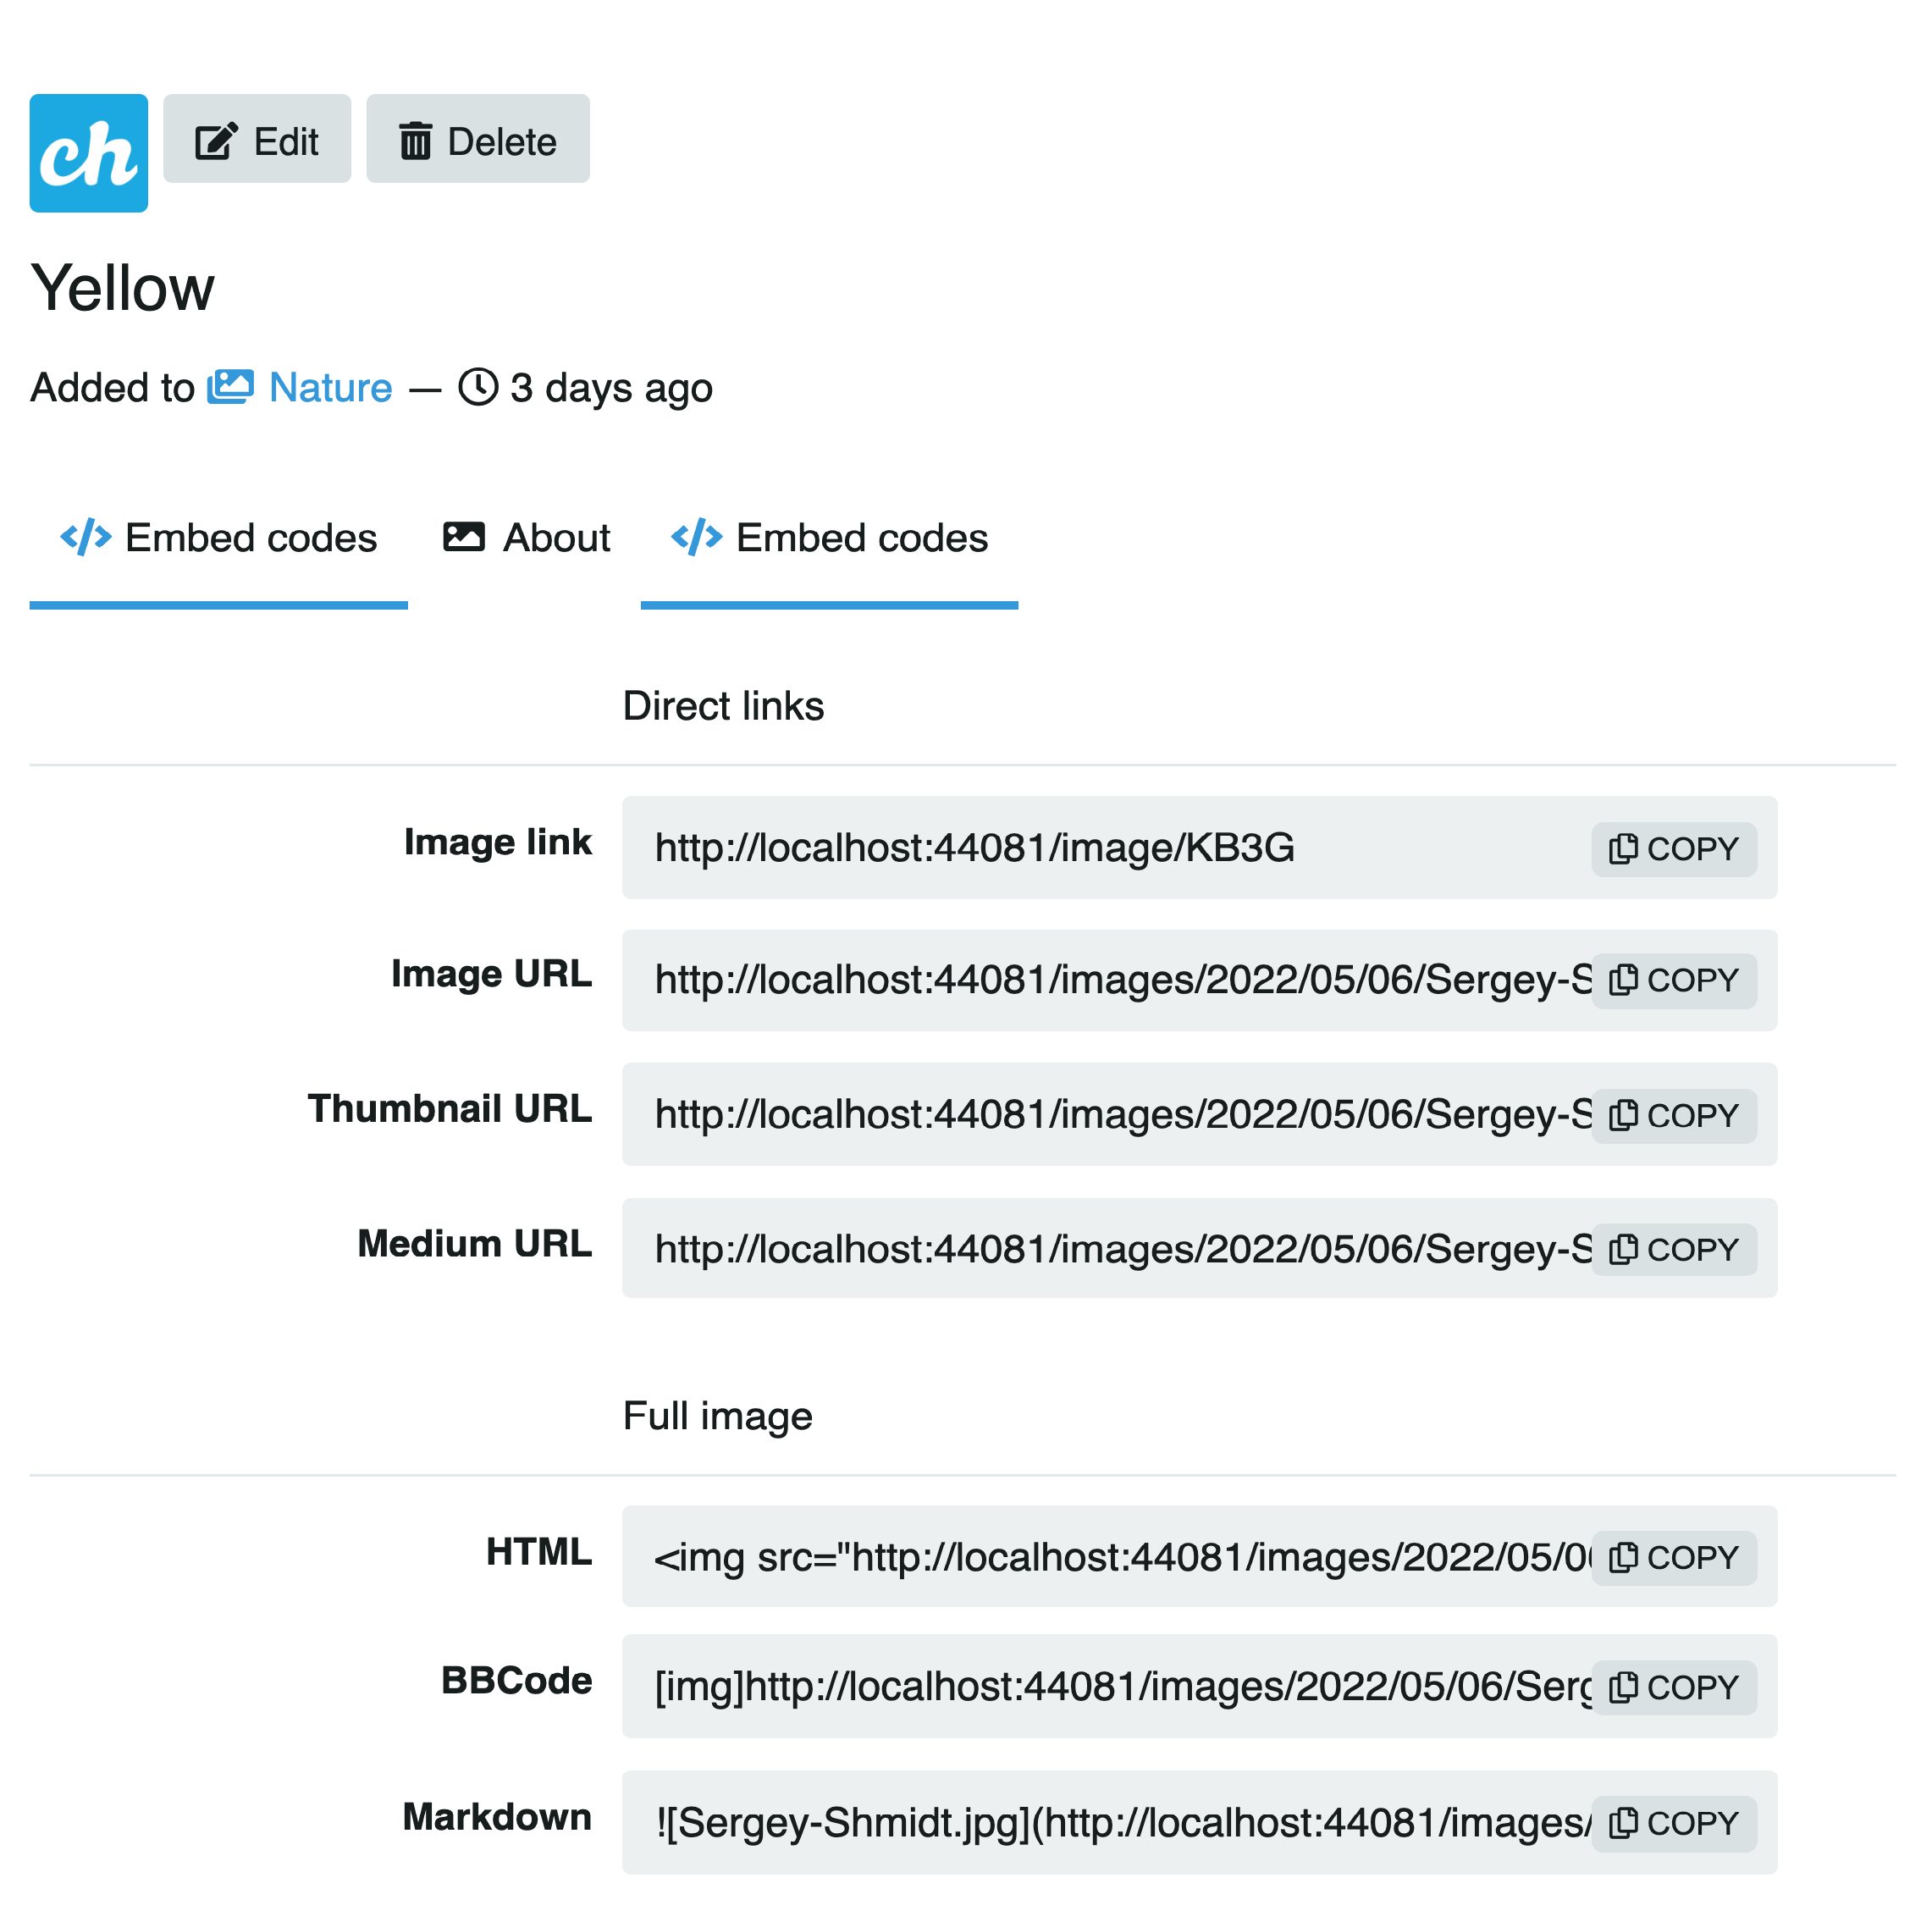 ch Edit Delete
Yellow
Added to Nature — 3 days ago
Embed codes About Embed codes
Direct links
Image link http://localhost:44081/image/KB3G COPY
Image URL http://localhost:44081/images/2022/05/06/Sergey-S COPY
Thumbnail URL http://localhost:44081/images/2022/05/06/Sergey-S COPY
Medium URL http://localhost:44081/images/2022/05/06/Sergey-S COPY
Full image
HTML <img src="http://localhost:44081/images/2022/05/0 COPY
BBCode [img]http://localhost:44081/images/2022/05/06/Serg COPY
Markdown ![Sergey-Shmidt.jpg](http://localhost:44081/images/ COPY